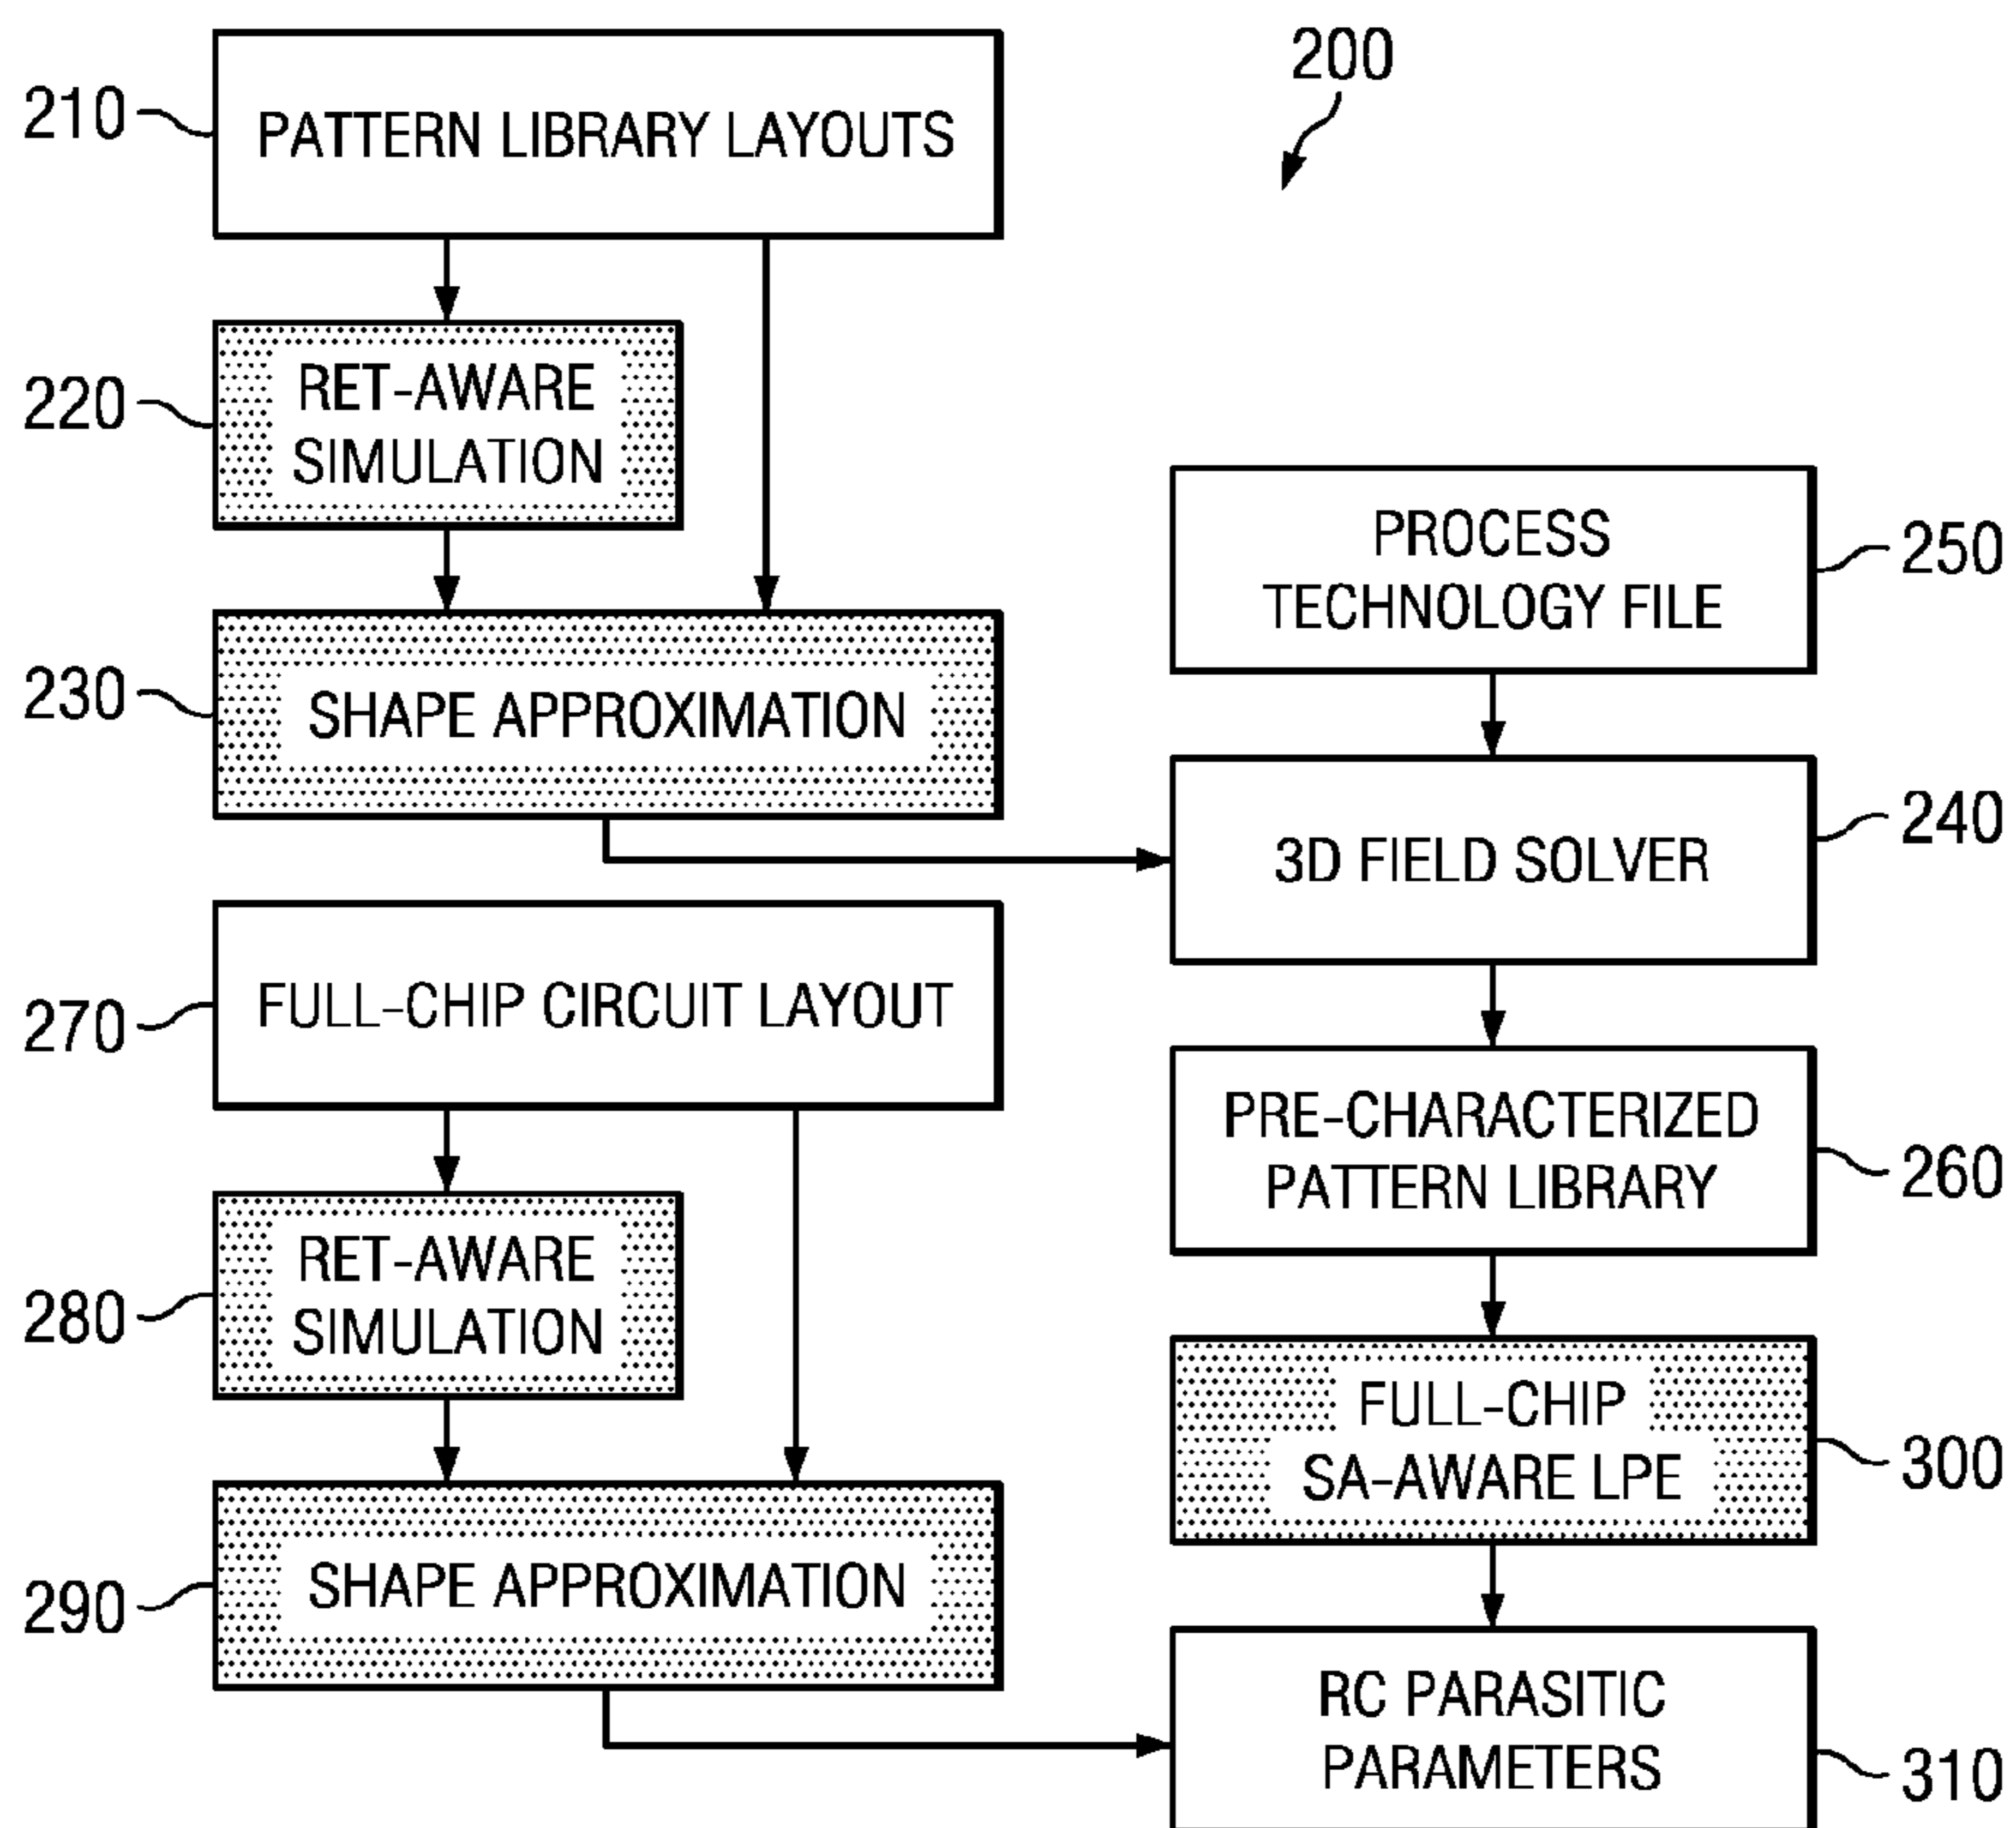 200
210
PATTERN LIBRARY LAYOUTS
220
RET-AWARE
SIMULATION
230
SHAPE APPROXIMATION
PROCESS
TECHNOLOGY FILE
250
3D FIELD SOLVER
240
270
FULL-CHIP CIRCUIT LAYOUT
PRE-CHARACTERIZED
PATTERN LIBRARY
260
280
RET-AWARE
SIMULATION
FULL-CHIP
SA-AWARE LPE
300
290
SHAPE APPROXIMATION
RC PARASITIC
PARAMETERS
310